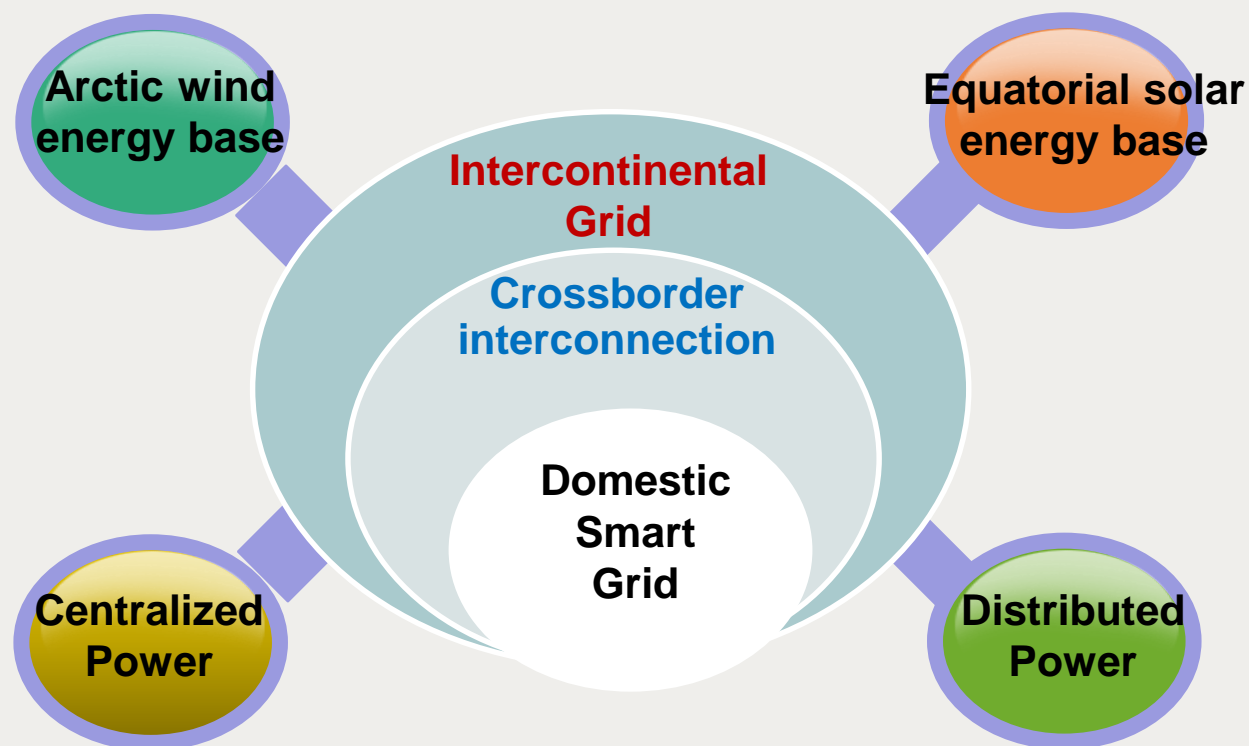 Arctic wind
energy base
Equatorial solar
energy base
Intercontinental
Grid
Crossborder
interconnection
Domestic
Smart
Grid
Centralized
Power
Distributed
Power